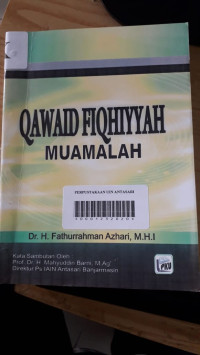 QAWAID FIQHIYYAH
MUAMALAH
PERPUSTAKAAN UIN ANTASARI
Dr. H. Fathurrahman Azhari, M.H.I
Kata Sambutan Oleh
Prof. Dr. H. Mahyuddin Barni, M.Ag
Direktur Ps.IAIN Antasari Banjarmasin